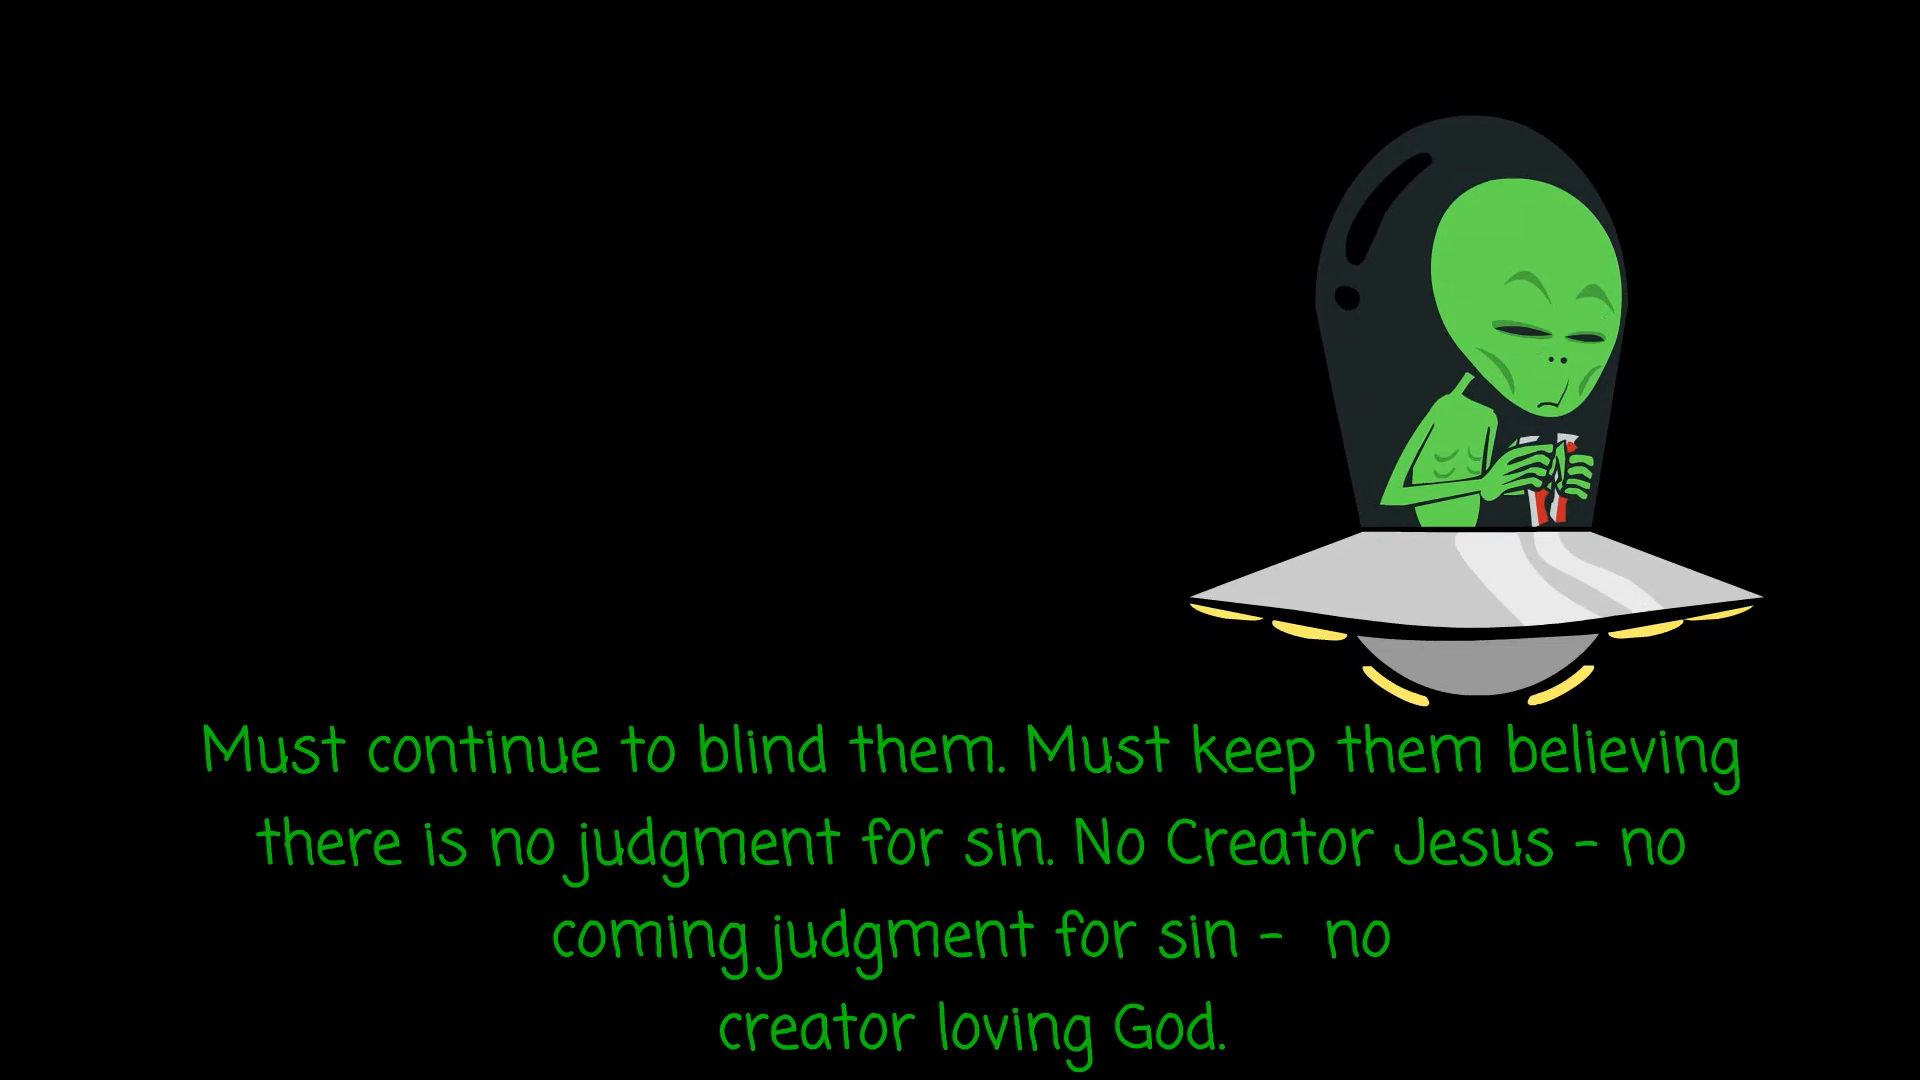 Must continue to blind them. Must keep them believing
there is no judgment for sin. No Creator Jesus - no
coming judgment for sin - no
creator loving God.